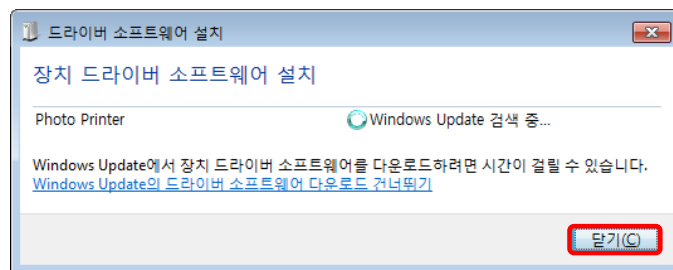 드라이버 소프트웨어 설치
장치 드라이버 소프트웨어 설치
Photo Printer Windows Update 검색 중...
Windows Update에서 장치 드라이버 소프트웨어를 다운로드하려면 시간이 걸릴 수 있습니다.
Windows Update의 드라이버 소프트웨어 다운로드 건너뛰기
닫기(C)